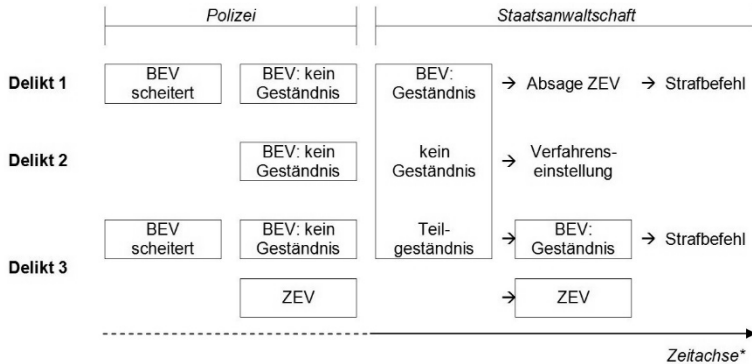 Polizei
Staatsanwaltschaft
Delikt 1
BEV
scheitert
BEV: kein
Geständnis
BEV:
Geständnis
→ Absage ZEV
→ Strafbefehl
Delikt 2
BEV: kein
Geständnis
kein
Geständnis
→ Verfahrens-
einstellung
Delikt 3
BEV
scheitert
BEV: kein
Geständnis
Teil-
geständnis
→
BEV:
Geständnis
→ Strafbefehl
ZEV
→
ZEV
Zeitachse*